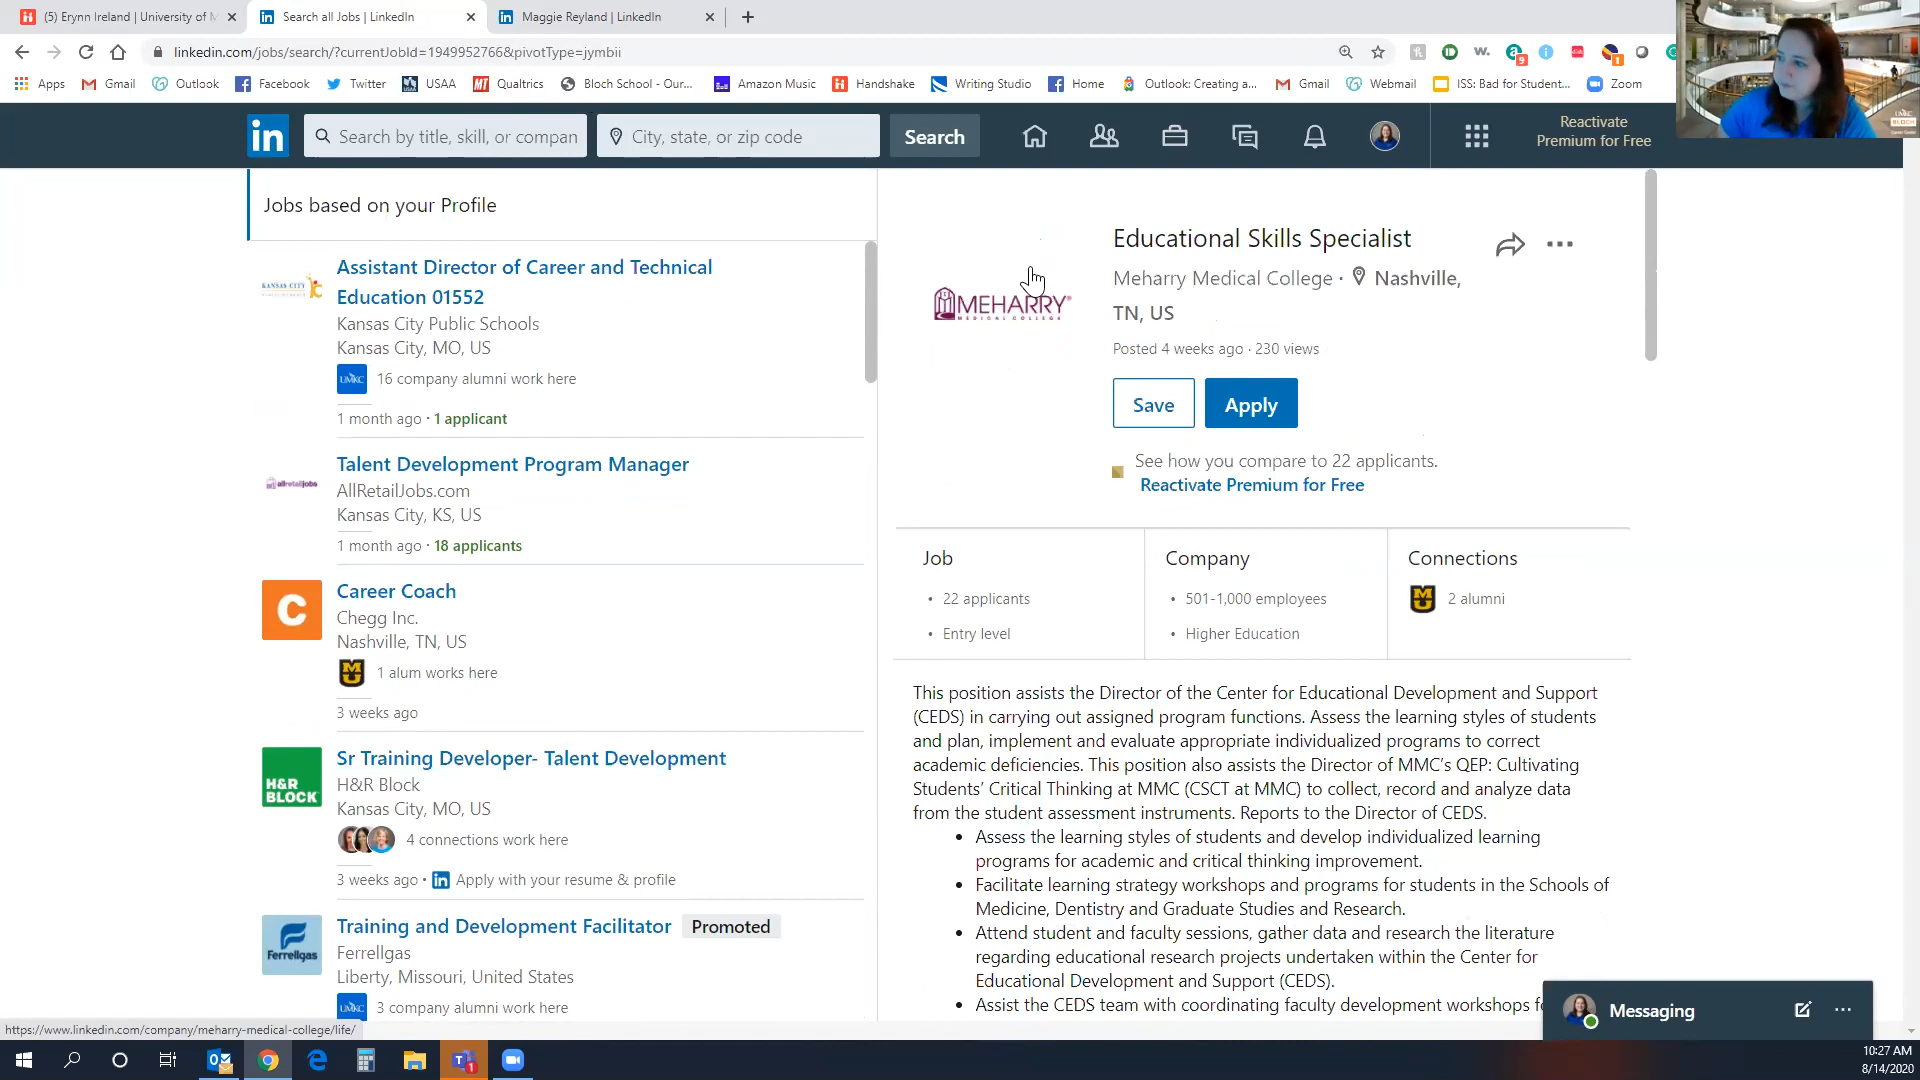 (5) Erynn Ireland | University of M
Search all Jobs | LinkedIn
Maggie Reyland | LinkedIn
linkedin.com/jobs/search/?currentJobId=1949952766&pivotType=jymbii
Apps
Gmail
Outlook
Facebook
Twitter
USAA
Qualtrics
Bloch School - Our...
Amazon Music
Handshake
Writing Studio
Home
Outlook: Creating a...
Gmail
Webmail
ISS: Bad for Student...
Zoom
in
Search by title, skill, or compan
City, state, or zip code
Search
Reactivate
Premium for Free
UMKC
BLOCH
Jobs based on your Profile
KANSAS CITY
Assistant Director of Career and Technical
Education 01552
Kansas City Public Schools
Kansas City, MO, US
UMKC
16 company alumni work here
1 month ago · 1 applicant
allretailjobs
Talent Development Program Manager
AllRetailJobs.com
Kansas City, KS, US
1 month ago · 18 applicants
C
Career Coach
Chegg Inc.
Nashville, TN, US
1 alum works here
3 weeks ago
H&R
BLOCK
Sr Training Developer- Talent Development
H&R Block
Kansas City, MO, US
4 connections work here
3 weeks ago · in Apply with your resume & profile
Ferrellgas
Training and Development Facilitator
Promoted
Ferrellgas
Liberty, Missouri, United States
UMKC
3 company alumni work here
MEHARRY
MEDICAL COLLEGE
Educational Skills Specialist
Meharry Medical College · Nashville,
TN, US
Posted 4 weeks ago · 230 views
Save
Apply
See how you compare to 22 applicants.
Reactivate Premium for Free
Job
• 22 applicants
• Entry level
Company
• 501-1,000 employees
• Higher Education
Connections
2 alumni
This position assists the Director of the Center for Educational Development and Support
(CEDS) in carrying out assigned program functions. Assess the learning styles of students
and plan, implement and evaluate appropriate individualized programs to correct
academic deficiencies. This position also assists the Director of MMC's QEP: Cultivating
Students' Critical Thinking at MMC (CSCT at MMC) to collect, record and analyze data
from the student assessment instruments. Reports to the Director of CEDS.
• Assess the learning styles of students and develop individualized learning
programs for academic and critical thinking improvement.
• Facilitate learning strategy workshops and programs for students in the Schools of
Medicine, Dentistry and Graduate Studies and Research.
• Attend student and faculty sessions, gather data and research the literature
regarding educational research projects undertaken within the Center for
Educational Development and Support (CEDS).
• Assist the CEDS team with coordinating faculty development workshops f
Messaging
https://www.linkedin.com/company/meharry-medical-college/life/
10:27 AM
8/14/2020